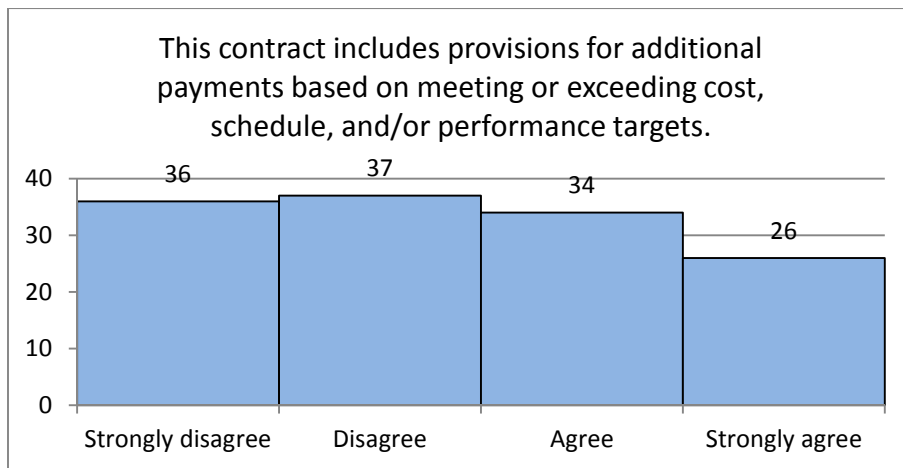 This contract includes provisions for additional
payments based on meeting or exceeding cost,
schedule, and/or performance targets.
36
37
34
26
40
30
20
10
0
Strongly disagree
Disagree
Agree
Strongly agree